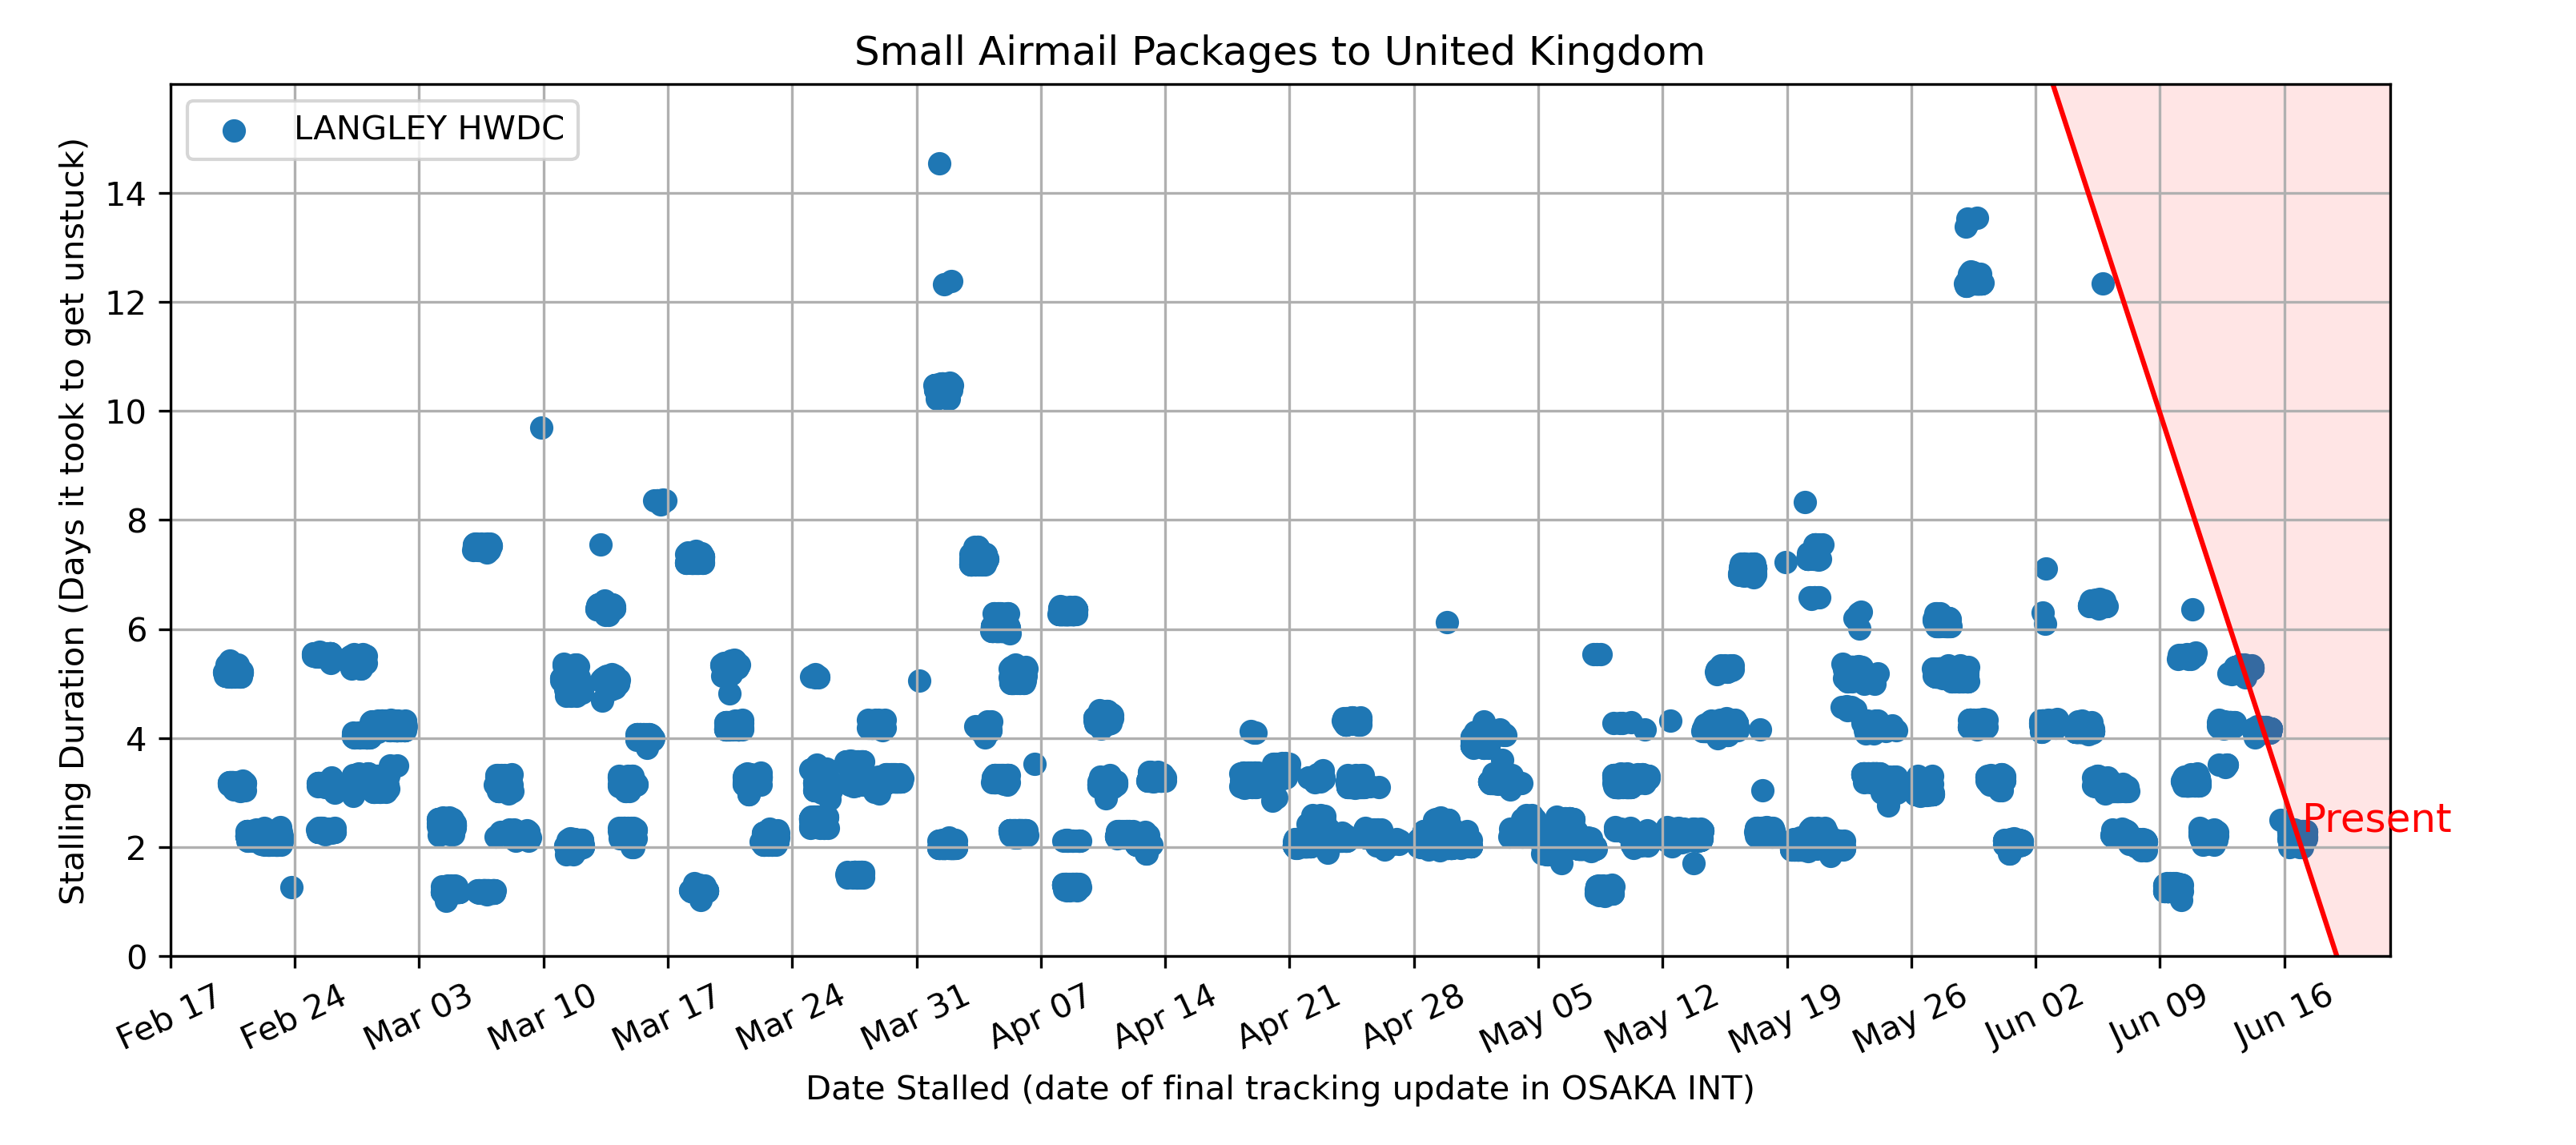 Small Airmail Packages to United Kingdom
LANGLEY HWDC
Stalling Duration (Days it took to get unstuck)
14
12
10
8
6
4
2
0
Present
Feb 17
Feb 24
Mar 03
Mar 10
Mar 17
Mar 24
Mar 31
Apr 07
Apr 14
Apr 21
Apr 28
May 05
May 12
May 19
May 26
Jun 02
Jun 09
Jun 16
Date Stalled (date of final tracking update in OSAKA INT)